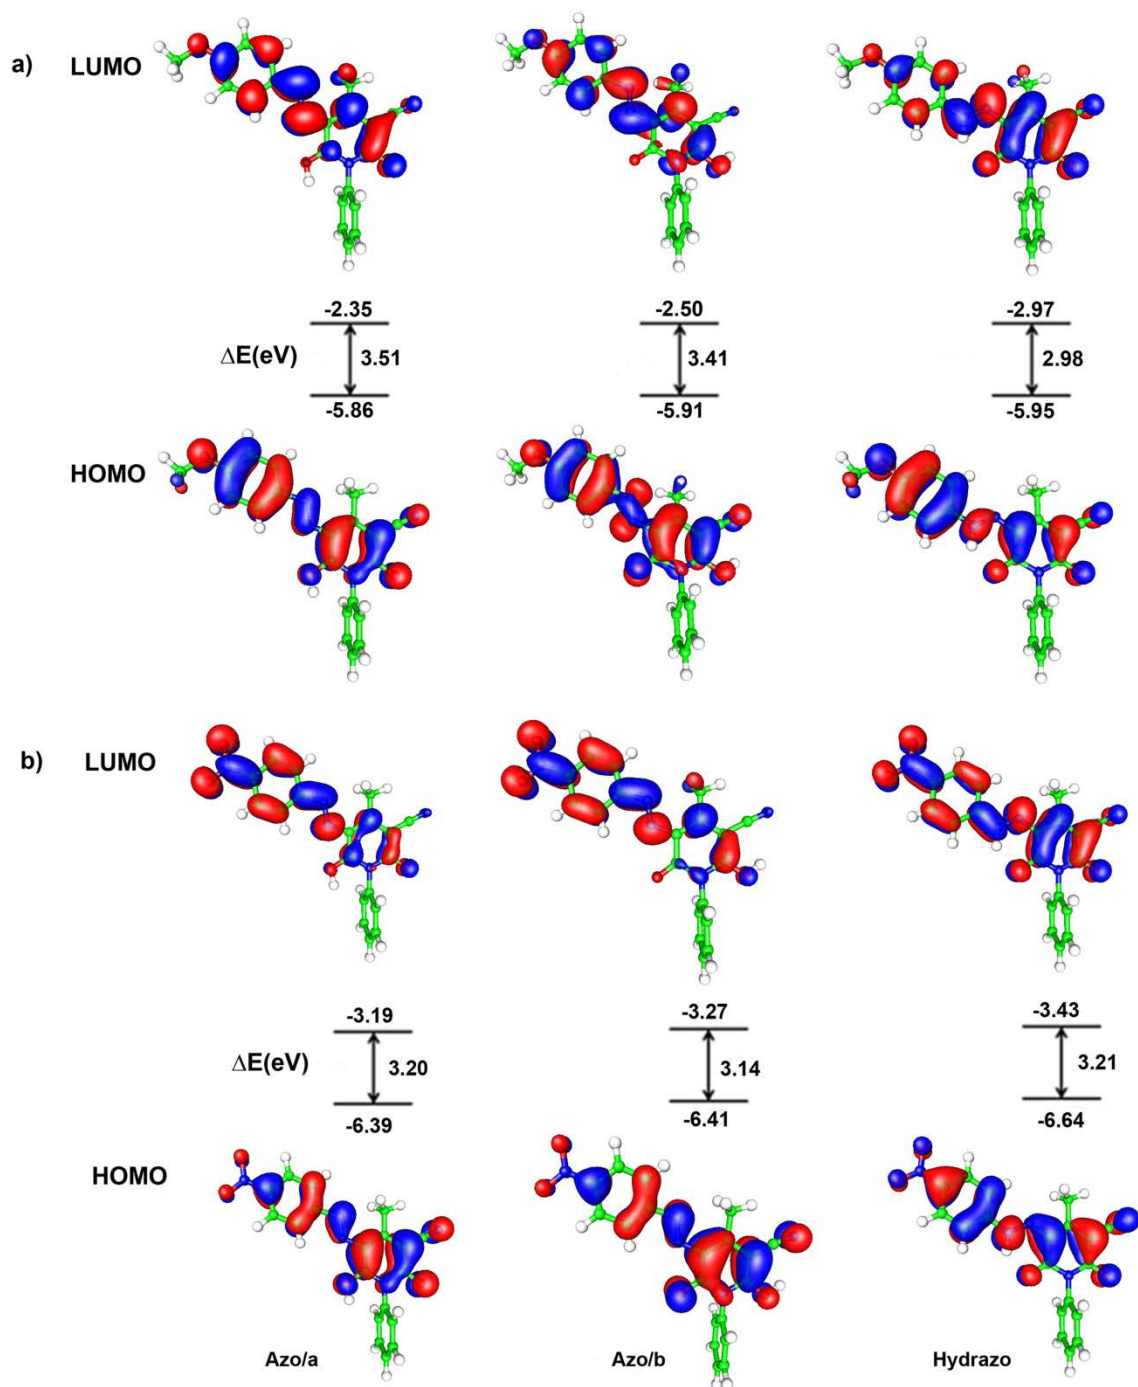 a) LUMO
-2.35 -2.50 -2.97
ΔE(eV) 3.51 3.41 2.98
-5.86 -5.91 -5.95
HOMO
b) LUMO
-3.19 -3.27 -3.43
ΔE(eV) 3.20 3.14 3.21
-6.39 -6.41 -6.64
HOMO
Azo/a Azo/b Hydrazo